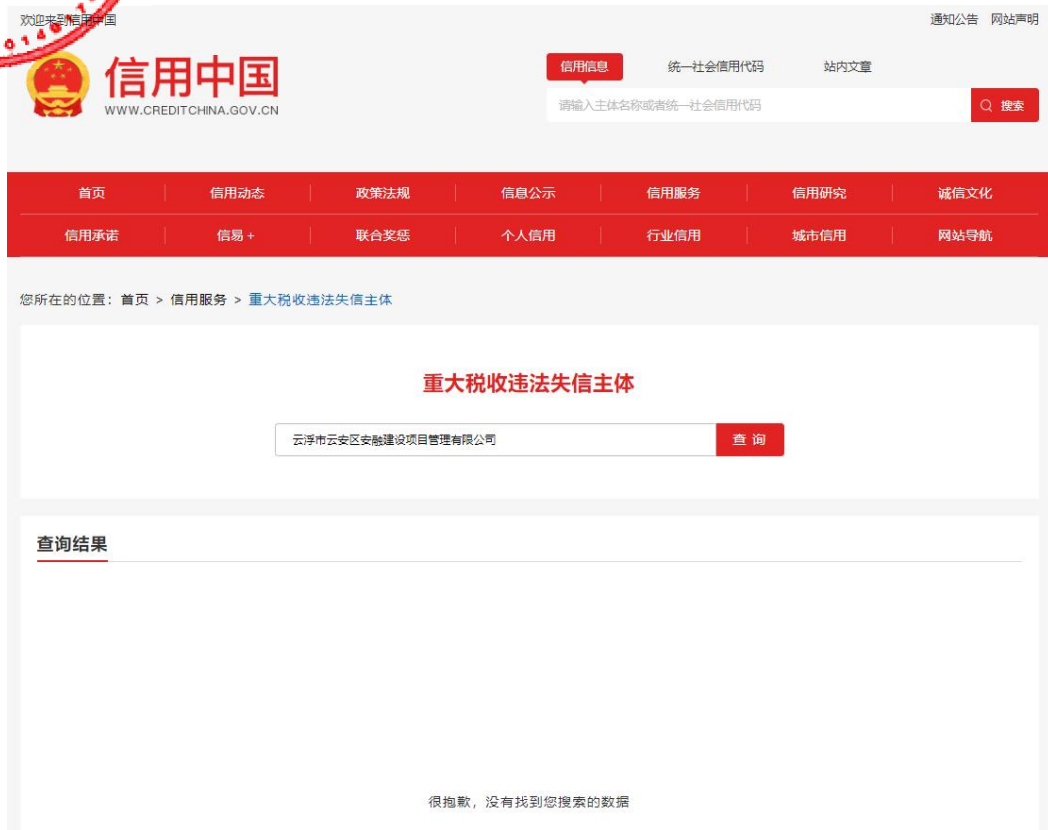 欢迎来到信用中国
通知公告 网站声明
信用中国
WWW.CREDITCHINA.GOV.CN
信用信息 统一社会信用代码 站内文章
请输入主体名称或者统一社会信用代码
搜索
首页 信用动态 政策法规 信息公示 信用服务 信用研究 诚信文化
信用承诺 信易+ 联合奖惩 个人信用 行业信用 城市信用 网站导航
您所在的位置：首页 > 信用服务 > 重大税收违法失信主体
重大税收违法失信主体
云浮市云安区安融建设项目管理有限公司
查询
查询结果
很抱歉，没有找到您搜索的数据